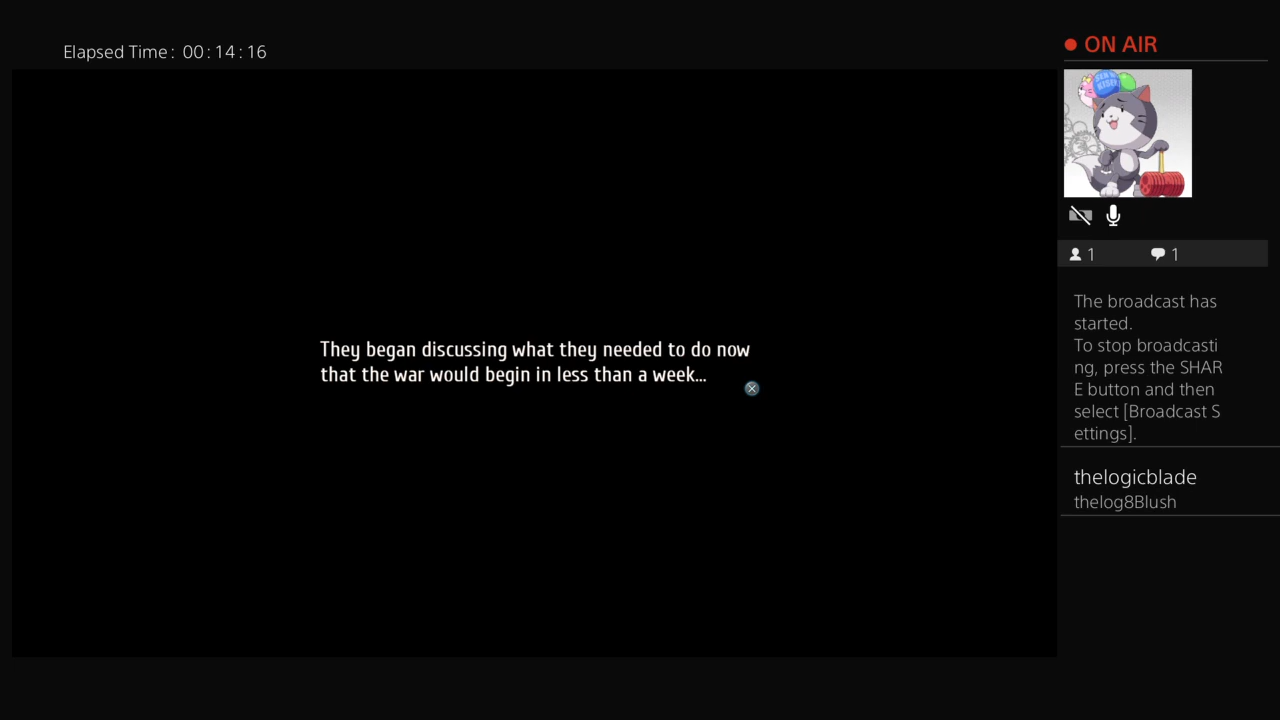 Elapsed Time: 00:14:16
ON AIR
1
1
They began discussing what they needed to do now
that the war would begin in less than a week...
The broadcast has
started.
To stop broadcasti
ng, press the SHAR
E button and then
select [Broadcast S
ettings].
thelogicblade
thelog8Blush